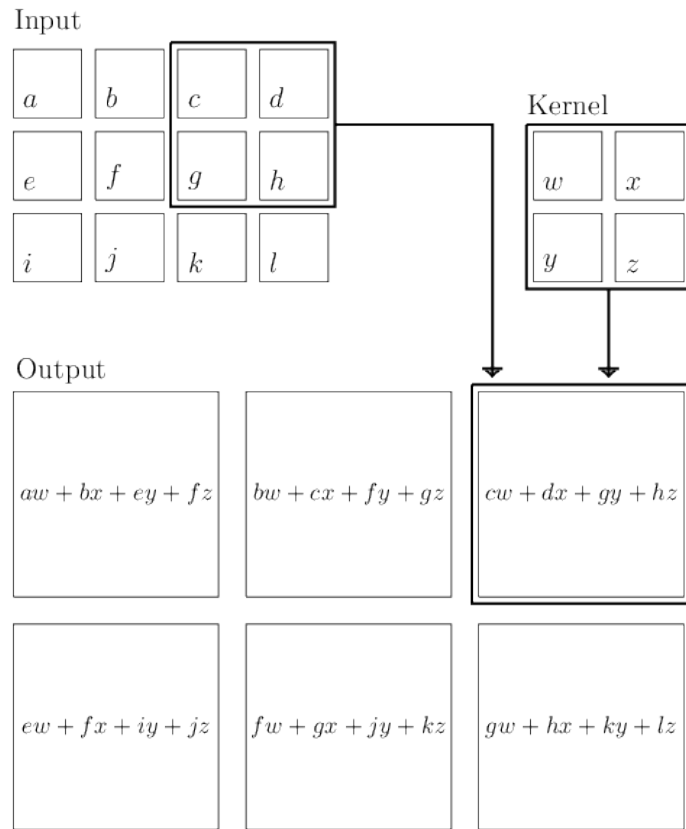 Input
a b c d
Kernel
e f g h
w x
i j k l
y z
Output
aw + bx + ey + fz bw + cx + fy + gz cw + dx + gy + hz
ew + fx + iy + jz fw + gx + jy + kz gw + hx + ky + lz